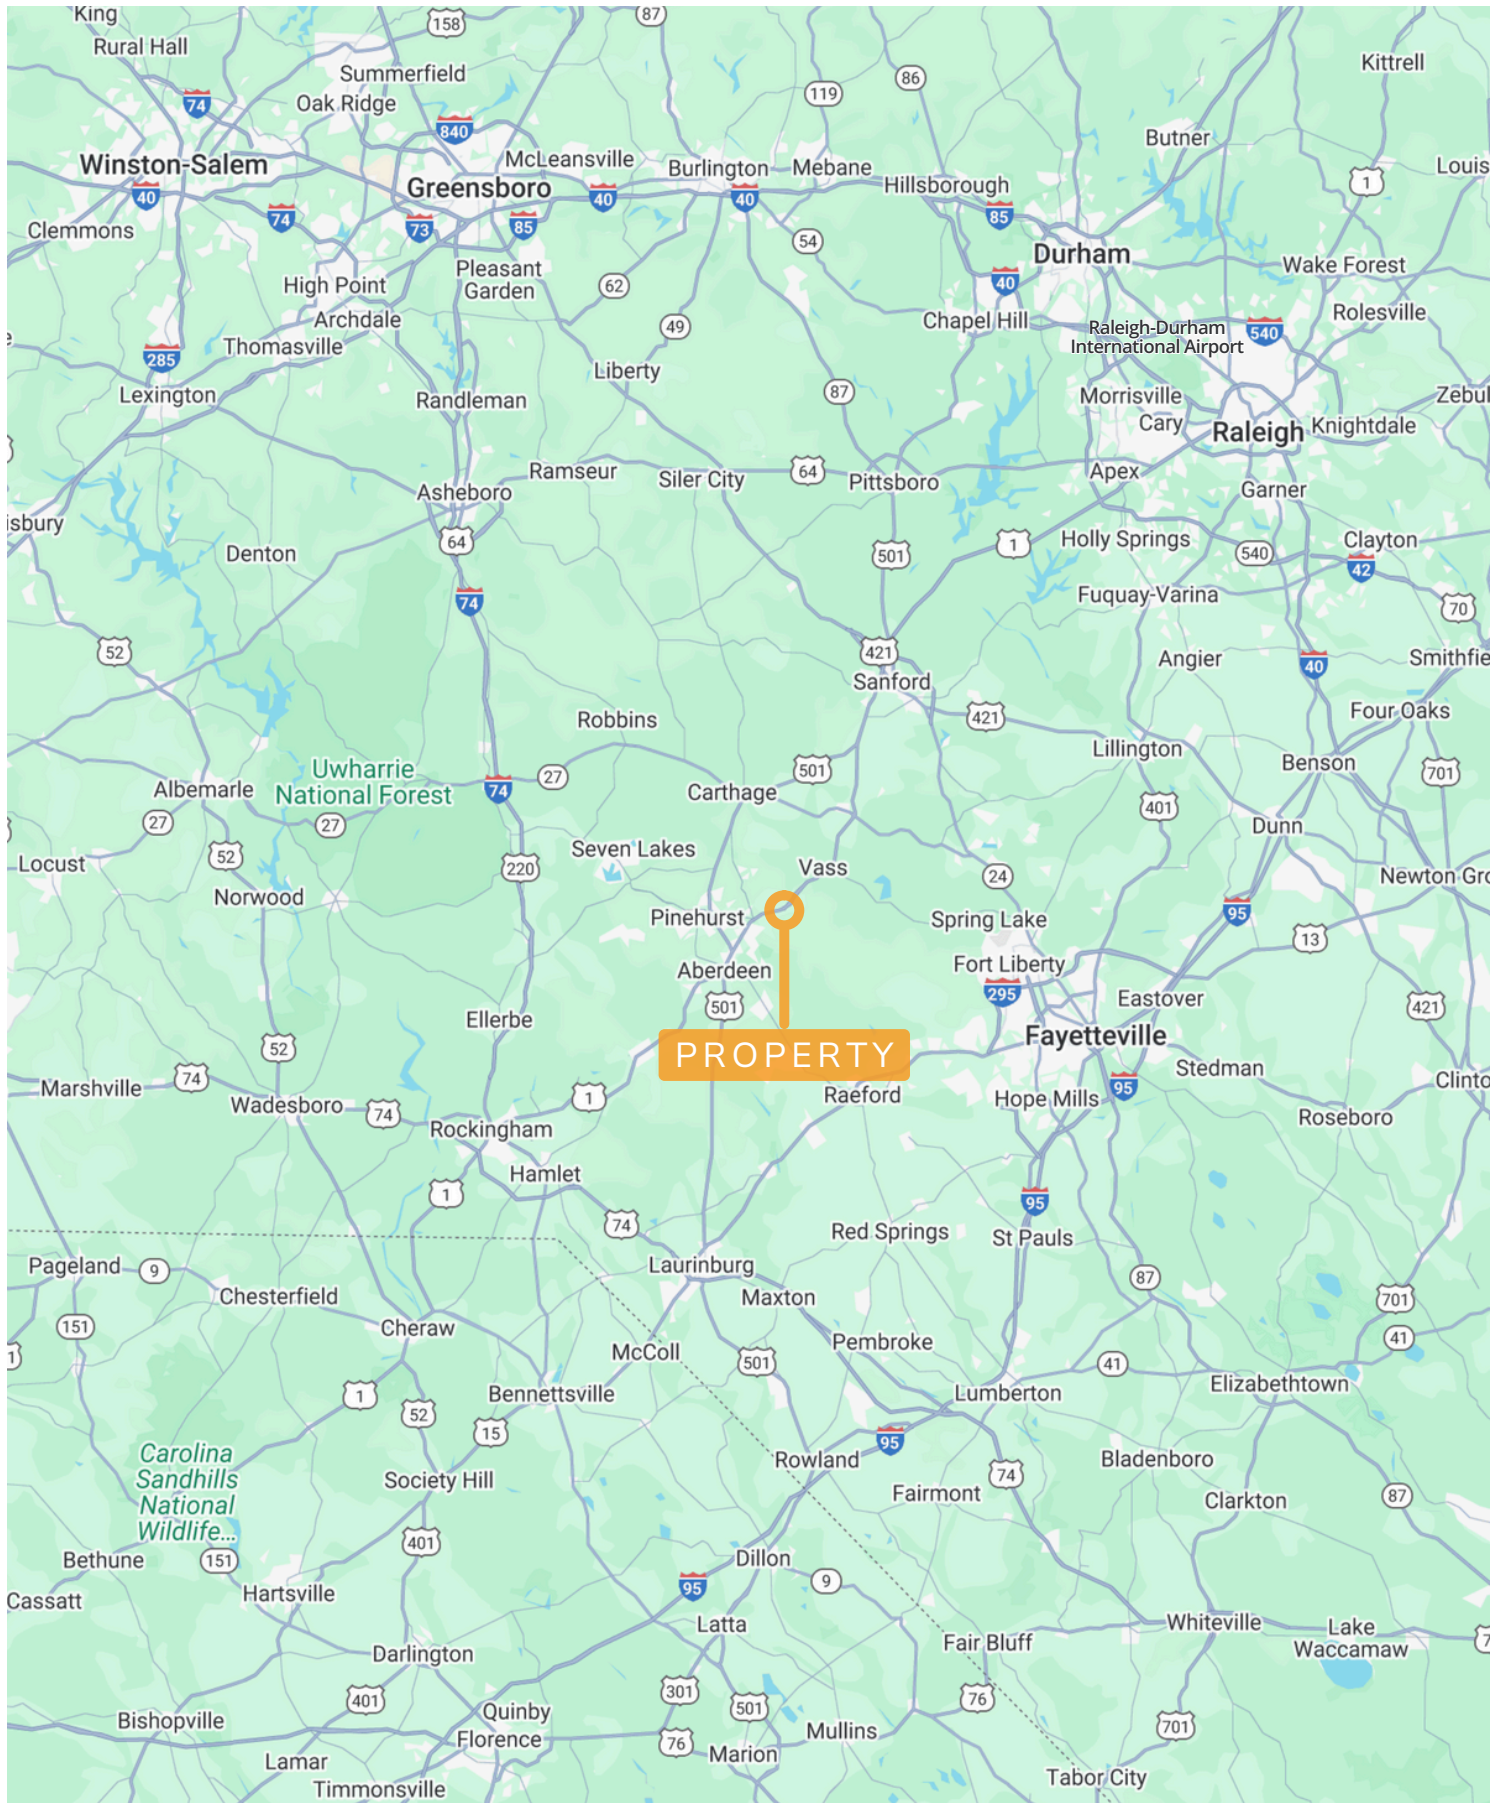 King
87
158
Rural Hall
Kittrell
Summerfield
86
119
Oak Ridge
74
840
Butner
Winston-Salem
McLeansville
Burlington
Mebane
Louis
Greensboro
Hillsborough
1
40
40
40
74
73
85
85
Clemmons
54
Durham
Pleasant
Garden
Wake Forest
High Point
62
40
Archdale
49
Chapel Hill
Raleigh-Durham
International Airport
540
Rolesville
Thomasville
285
Liberty
Lexington
Randleman
87
Morrisville
Zebul
Cary
Raleigh
Knightdale
Ramseur
Siler City
64
Pittsboro
Apex
Asheboro
Garner
isbury
Denton
64
501
1
Holly Springs
540
Clayton
42
74
Fuquay-Varina
70
52
421
Angier
40
Smithfie
Sanford
Robbins
421
Four Oaks
Lillington
Benson
Uwharrie
National Forest
27
501
701
Albemarle
74
Carthage
401
27
27
Dunn
52
Seven Lakes
Locust
220
Vass
24
Newton Gro
Norwood
Pinehurst
Spring Lake
95
13
Aberdeen
Fort Liberty
501
295
Eastover
421
Ellerbe
Fayetteville
52
PROPERTY
Stedman
74
Marshville
95
Clinto
Wadesboro
74
1
Raeford
Hope Mills
Roseboro
Rockingham
Hamlet
1
95
74
Red Springs
St Pauls
Pageland
9
Laurinburg
87
Chesterfield
Maxton
701
151
Cheraw
41
1
McColl
501
Pembroke
41
1
Bennettsville
Lumberton
Elizabethtown
52
15
95
Carolina
Sandhills
National
Wildlife...
Rowland
Bladenboro
Society Hill
74
Fairmont
Clarkton
87
401
Bethune
151
Dillon
9
Hartsville
95
Cassatt
Latta
Whiteville
Lake
Waccamaw
7
Darlington
Fair Bluff
401
301
501
76
Bishopville
Quinby
Florence
76
Mullins
701
Marion
Lamar
Timmonsville
Tabor City